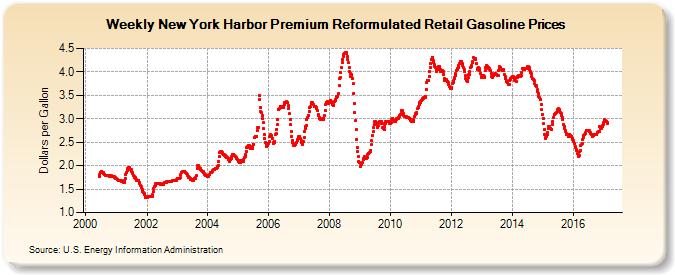 Weekly New York Harbor Premium Reformulated Retail Gasoline Prices
Dollars per Gallon
4.5
4.0
3.5
3.0
2.5
2.0
1.5
1.0
2000 2002 2004 2006 2008 2010 2012 2014 2016
Source: U.S. Energy Information Administration